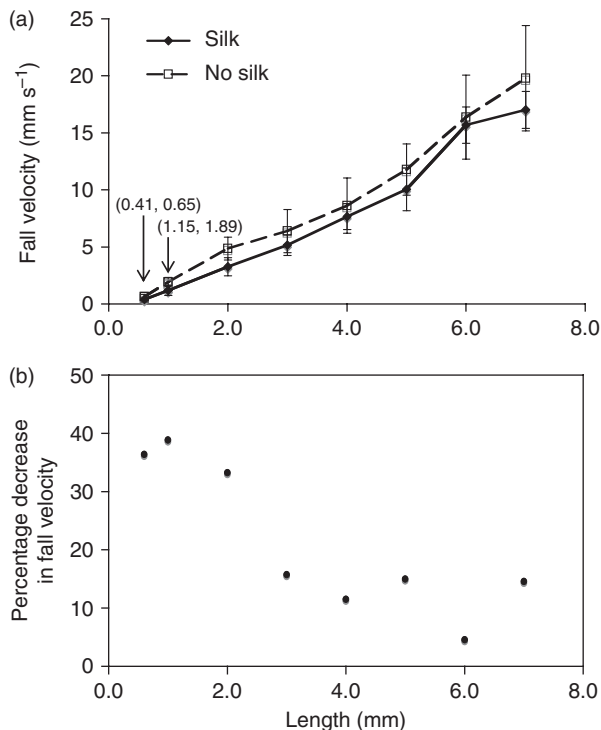 (a)
25
20
15
10
5
0
Fall velocity (mm s⁻¹)
Silk
No silk
(0.41, 0.65)
(1.15, 1.89)
0.0 2.0 4.0 6.0 8.0
(b)
50
40
30
20
10
0
Percentage decrease
in fall velocity
0.0 2.0 4.0 6.0 8.0
Length (mm)